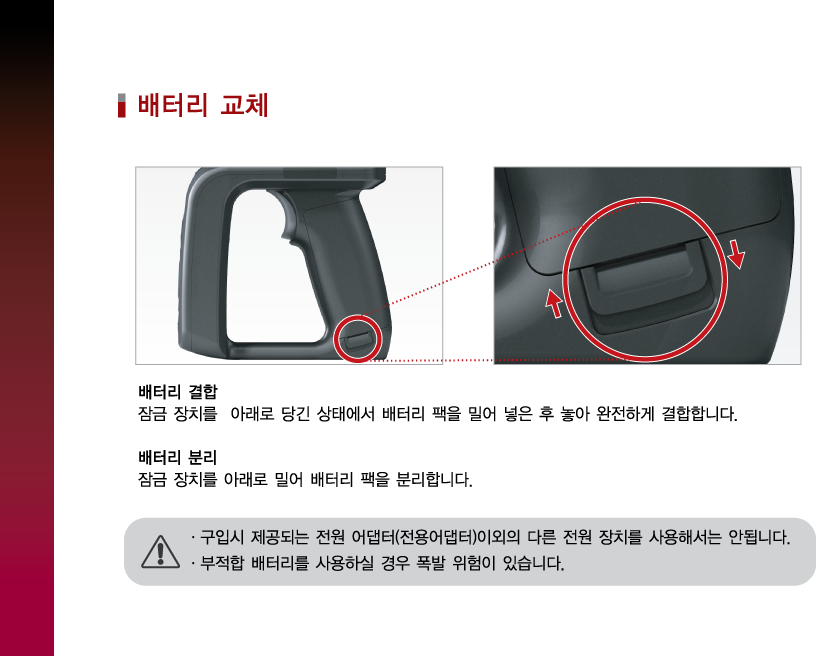 배터리 교체
배터리 결합
잠금 장치를 아래로 당긴 상태에서 배터리 팩을 밀어 넣은 후 놓아 완전하게 결합합니다.
배터리 분리
잠금 장치를 아래로 밀어 배터리 팩을 분리합니다.
· 구입시 제공되는 전원 어댑터(전용어댑터)이외의 다른 전원 장치를 사용해서는 안됩니다.
· 부적합 배터리를 사용하실 경우 폭발 위험이 있습니다.